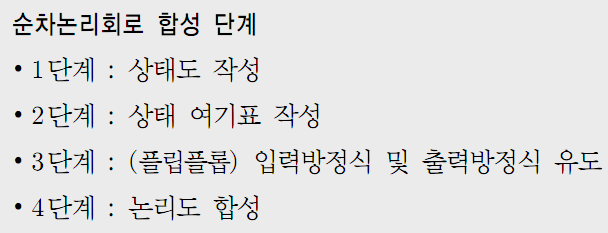 순차논리회로 합성 단계
• 1단계 : 상태도 작성
• 2단계 : 상태 여기표 작성
• 3단계 : (플립플롭) 입력방정식 및 출력방정식 유도
• 4단계 : 논리도 합성